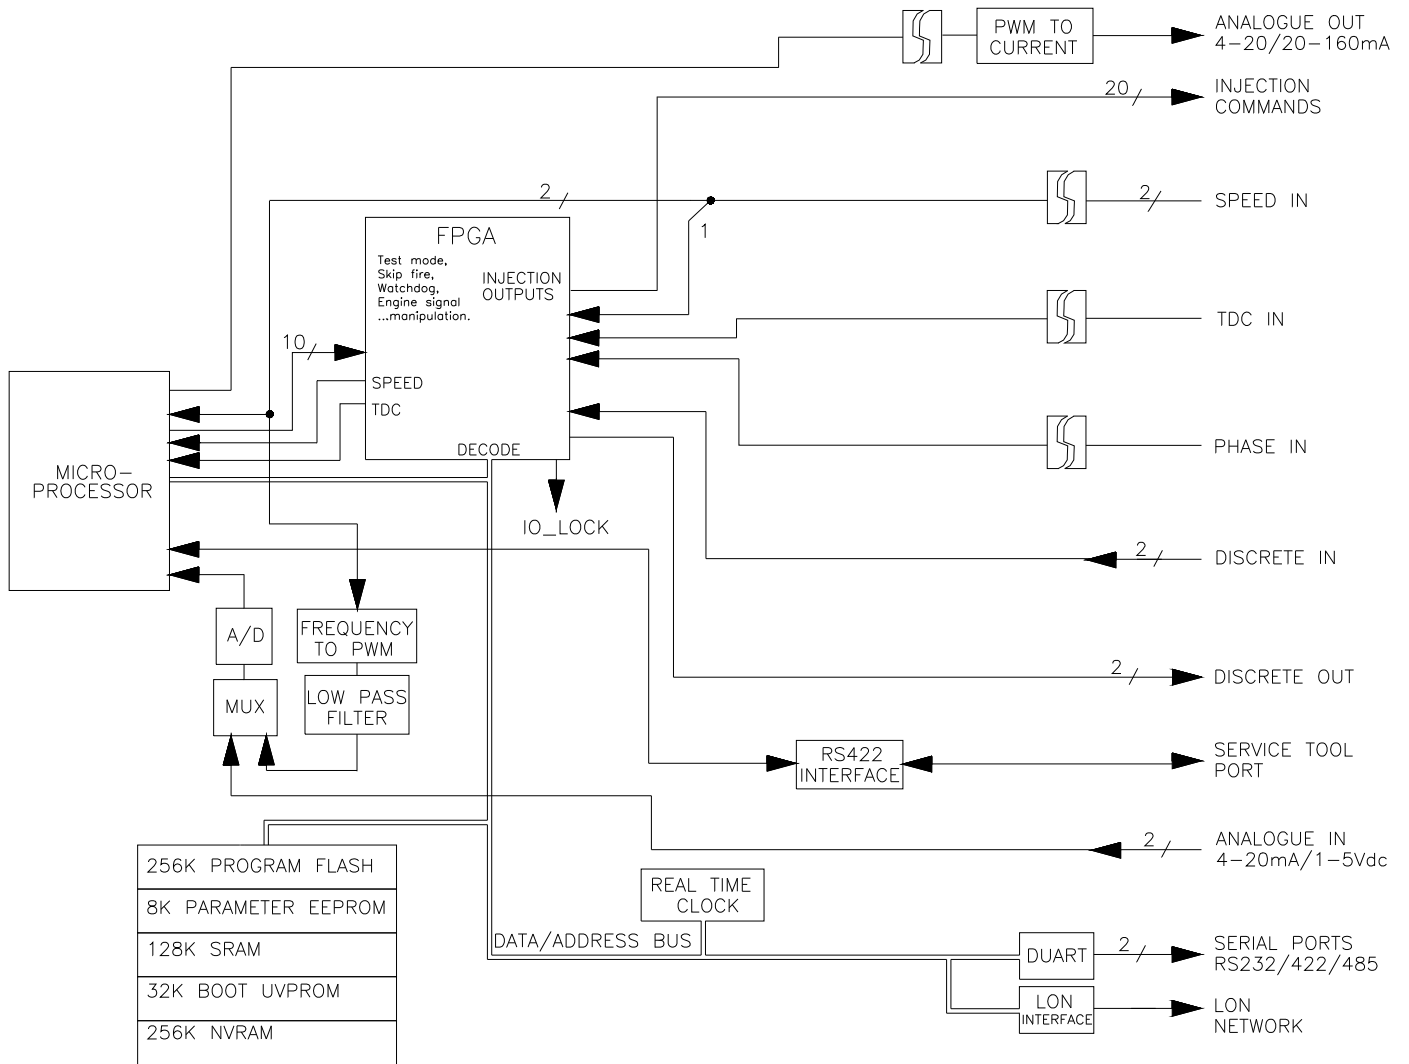 PWM TO
CURRENT
ANALOGUE OUT
4-20/20-160mA
20
INJECTION
COMMANDS
2
2
SPEED IN
1
FPGA
Test mode,
Skip fire,
Watchdog,
Engine signal
...manipulation.
INJECTION
OUTPUTS
TDC IN
10
SPEED
TDC
DECODE
PHASE IN
MICRO-
PROCESSOR
IO_LOCK
2
DISCRETE IN
A/D
FREQUENCY
TO PWM
2
DISCRETE OUT
MUX
LOW PASS
FILTER
RS422
INTERFACE
SERVICE TOOL
PORT
2
ANALOGUE IN
4-20mA/1-5Vdc
256K PROGRAM FLASH
8K PARAMETER EEPROM
128K SRAM
32K BOOT UVPROM
256K NVRAM
REAL TIME
CLOCK
DATA/ADDRESS BUS
DUART
2
SERIAL PORTS
RS232/422/485
LON
INTERFACE
LON
NETWORK